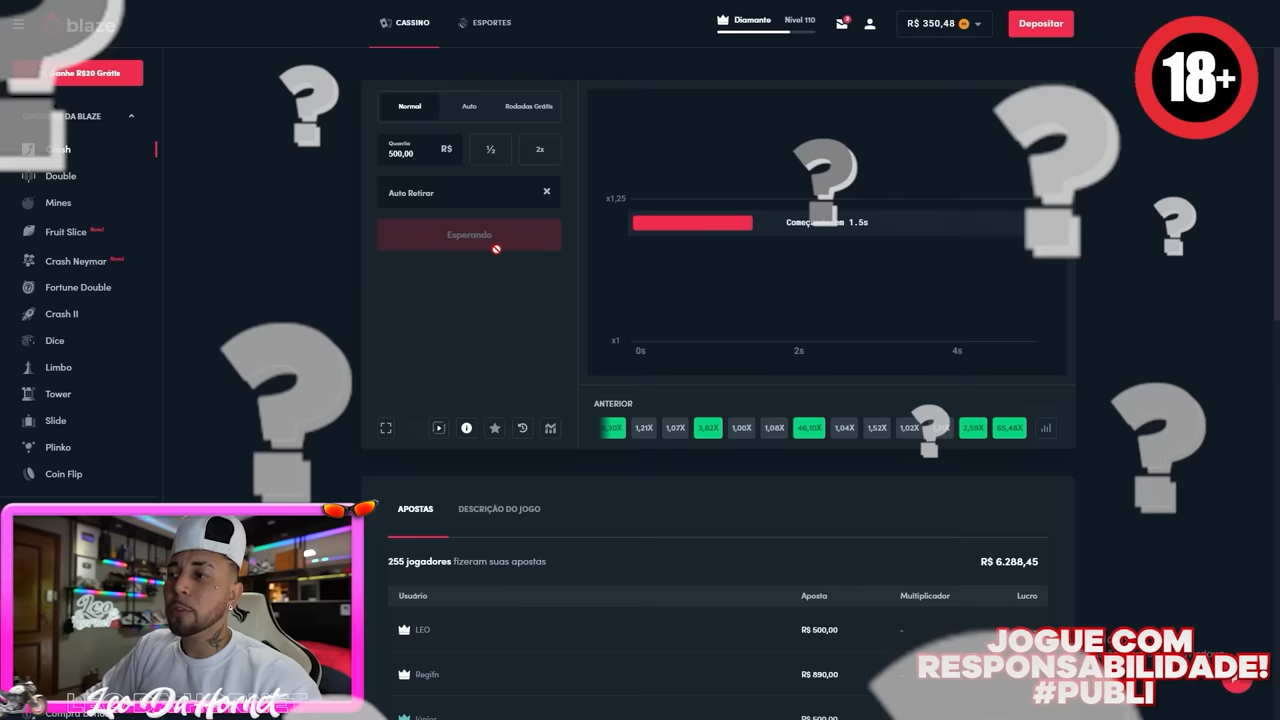 blaze
CASSINO
ESPORTES
Diamante
Nível 110
R$ 350,48
Depositar
18+
Ganhe R$20 Grátis
DA BLAZE
Crash
Double
Mines
Fruit Slice
Crash Neymar
Fortune Double
Crash II
Dice
Limbo
Tower
Slide
Plinko
Coin Flip
Normal
Auto
Rodadas Grátis
Quantia
500,00
R$
½
2x
Auto Retirar
Esperando
x1,25
em 1.5s
x1
0s
2s
4s
ANTERIOR
1,21X
1,07X
3,82X
1,00X
1,08X
46,10X
1,04X
1,52X
1,02X
2,59X
65,48X
APOSTAS
DESCRIÇÃO DO JOGO
255 jogadores fizeram suas apostas
R$ 6.288,45
Usuário
Aposta
Multiplicador
Lucro
LEO
R$ 500,00
-
Regifn
R$ 890,00
R$ 500,00
Leo Da Hornet
JOGUE COM
RESPONSABILIDADE!
#PUBLI